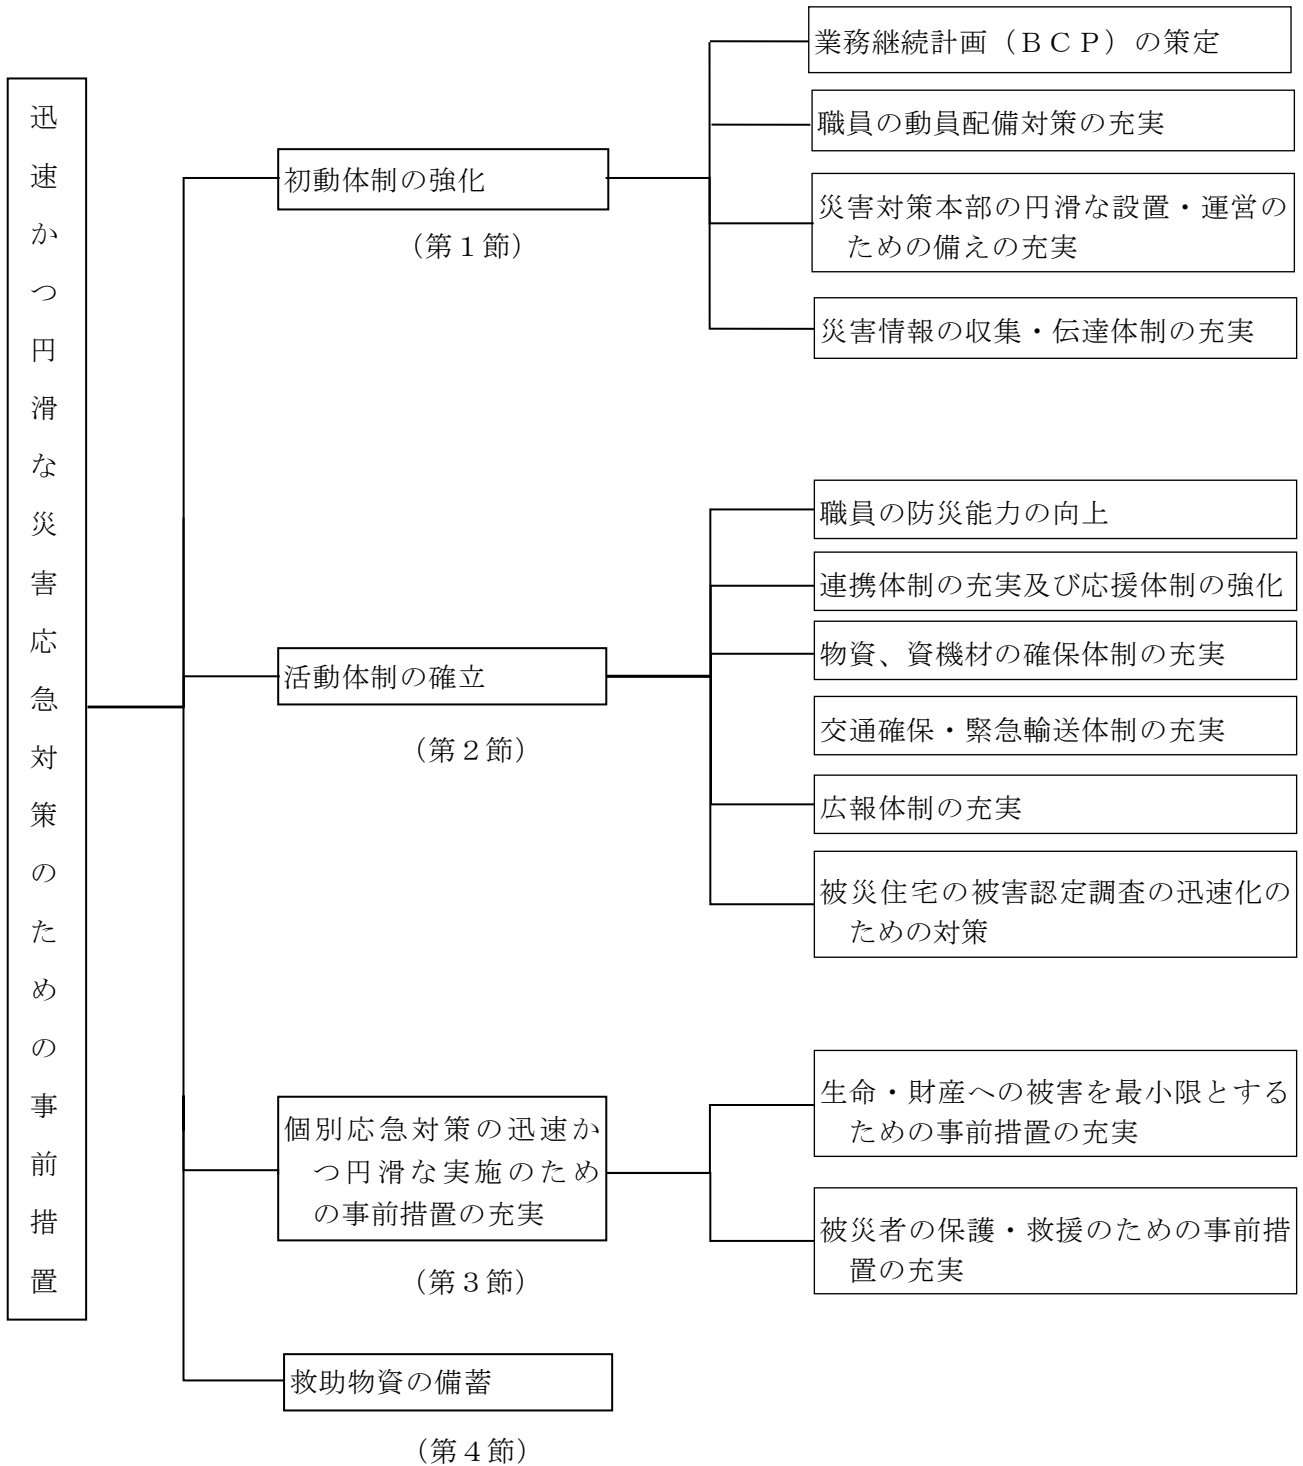 迅速かつ円滑な災害応急対策のための事前措置
初動体制の強化
（第１節）
業務継続計画（ＢＣＰ）の策定
職員の動員配備対策の充実
災害対策本部の円滑な設置・運営の
ための備えの充実
災害情報の収集・伝達体制の充実
活動体制の確立
（第２節）
職員の防災能力の向上
連携体制の充実及び応援体制の強化
物資、資機材の確保体制の充実
交通確保・緊急輸送体制の充実
広報体制の充実
被災住宅の被害認定調査の迅速化の
ための対策
個別応急対策の迅速か
つ円滑な実施のため
の事前措置の充実
（第３節）
生命・財産への被害を最小限とする
ための事前措置の充実
被災者の保護・救援のための事前措
置の充実
救助物資の備蓄
（第４節）